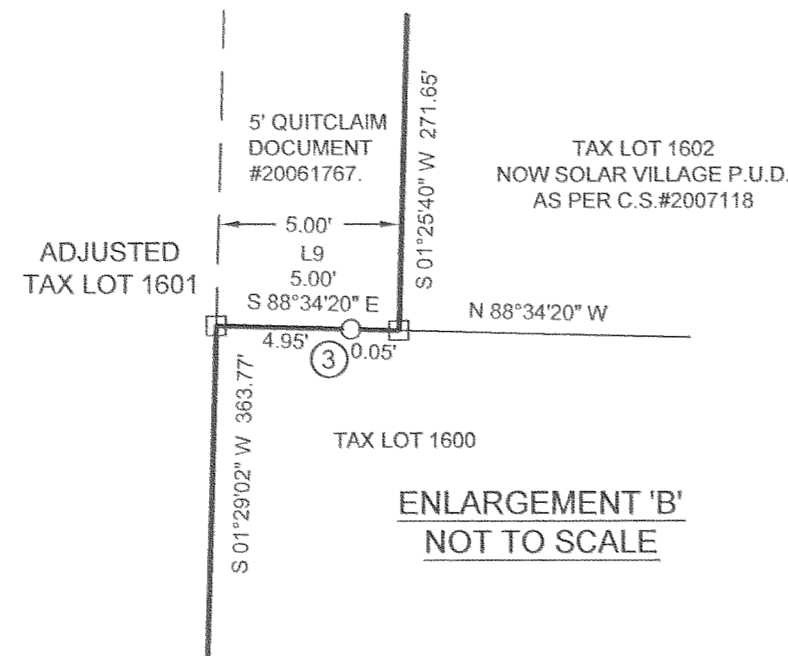 5' QUITCLAIM
DOCUMENT
#20061767.
5.00'
L9
5.00'
S 88°34'20" E
S 01°25'40" W 271.65'
TAX LOT 1602
NOW SOLAR VILLAGE P.U.D.
AS PER C.S.#2007118
ADJUSTED
TAX LOT 1601
N 88°34'20" W
4.95'
3
0.05'
S 01°29'02" W 363.77'
TAX LOT 1600
ENLARGEMENT 'B'
NOT TO SCALE